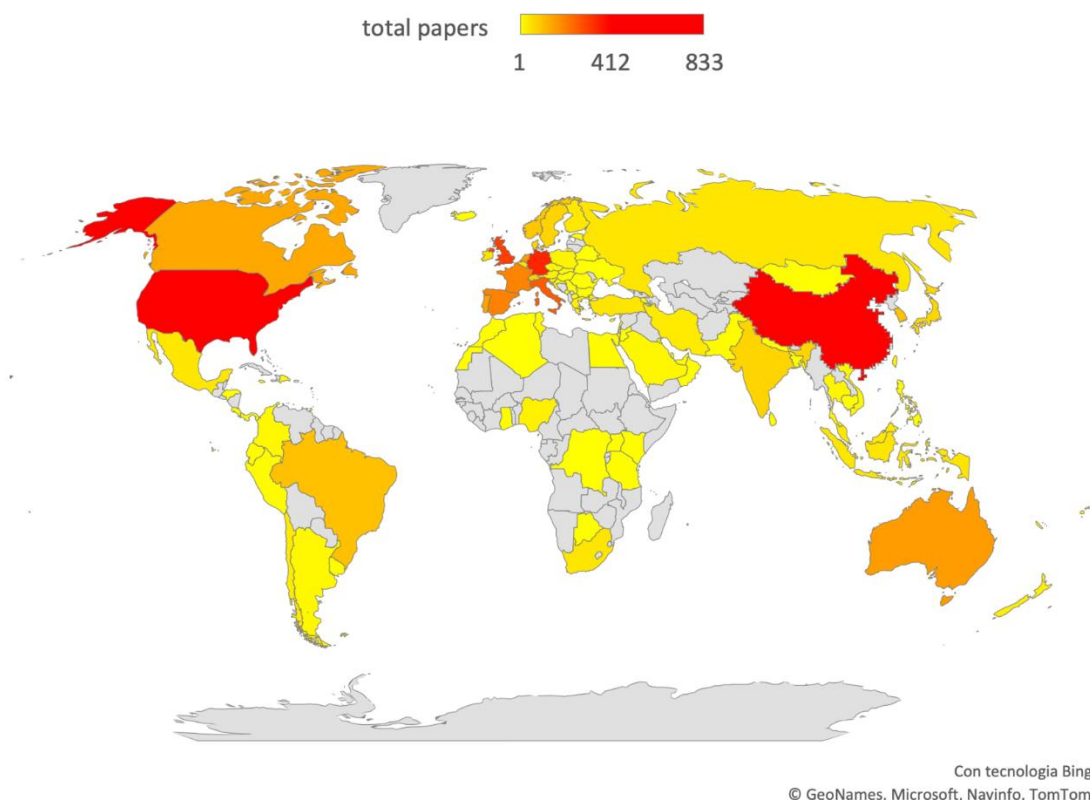 total papers
1 412 833
Con tecnologia Bing
© GeoNames, Microsoft, Navinfo, TomTom